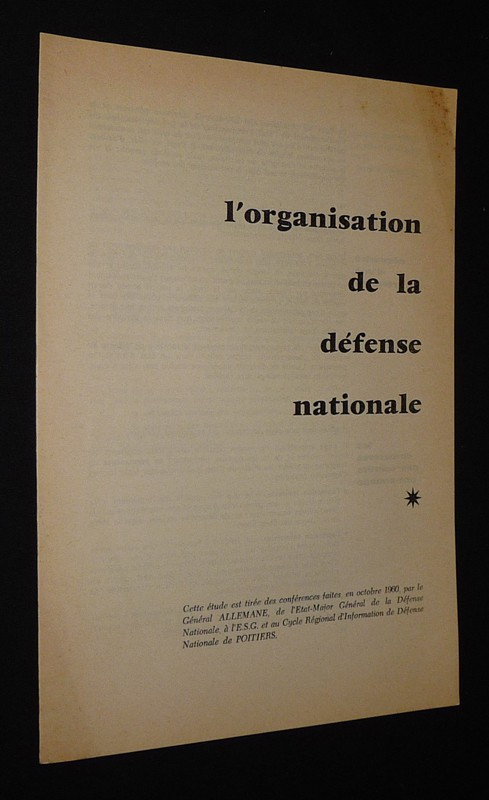 l'organisation
de la
défense
nationale
Cette étude est tirée des conférences faites, en octobre 1960, par le
Général ALLEMANE, de l'Etat-Major Général de la Défense
Nationale, à l'E.S.G. et au Cycle Régional d'Information de Défense
Nationale de POITIERS.